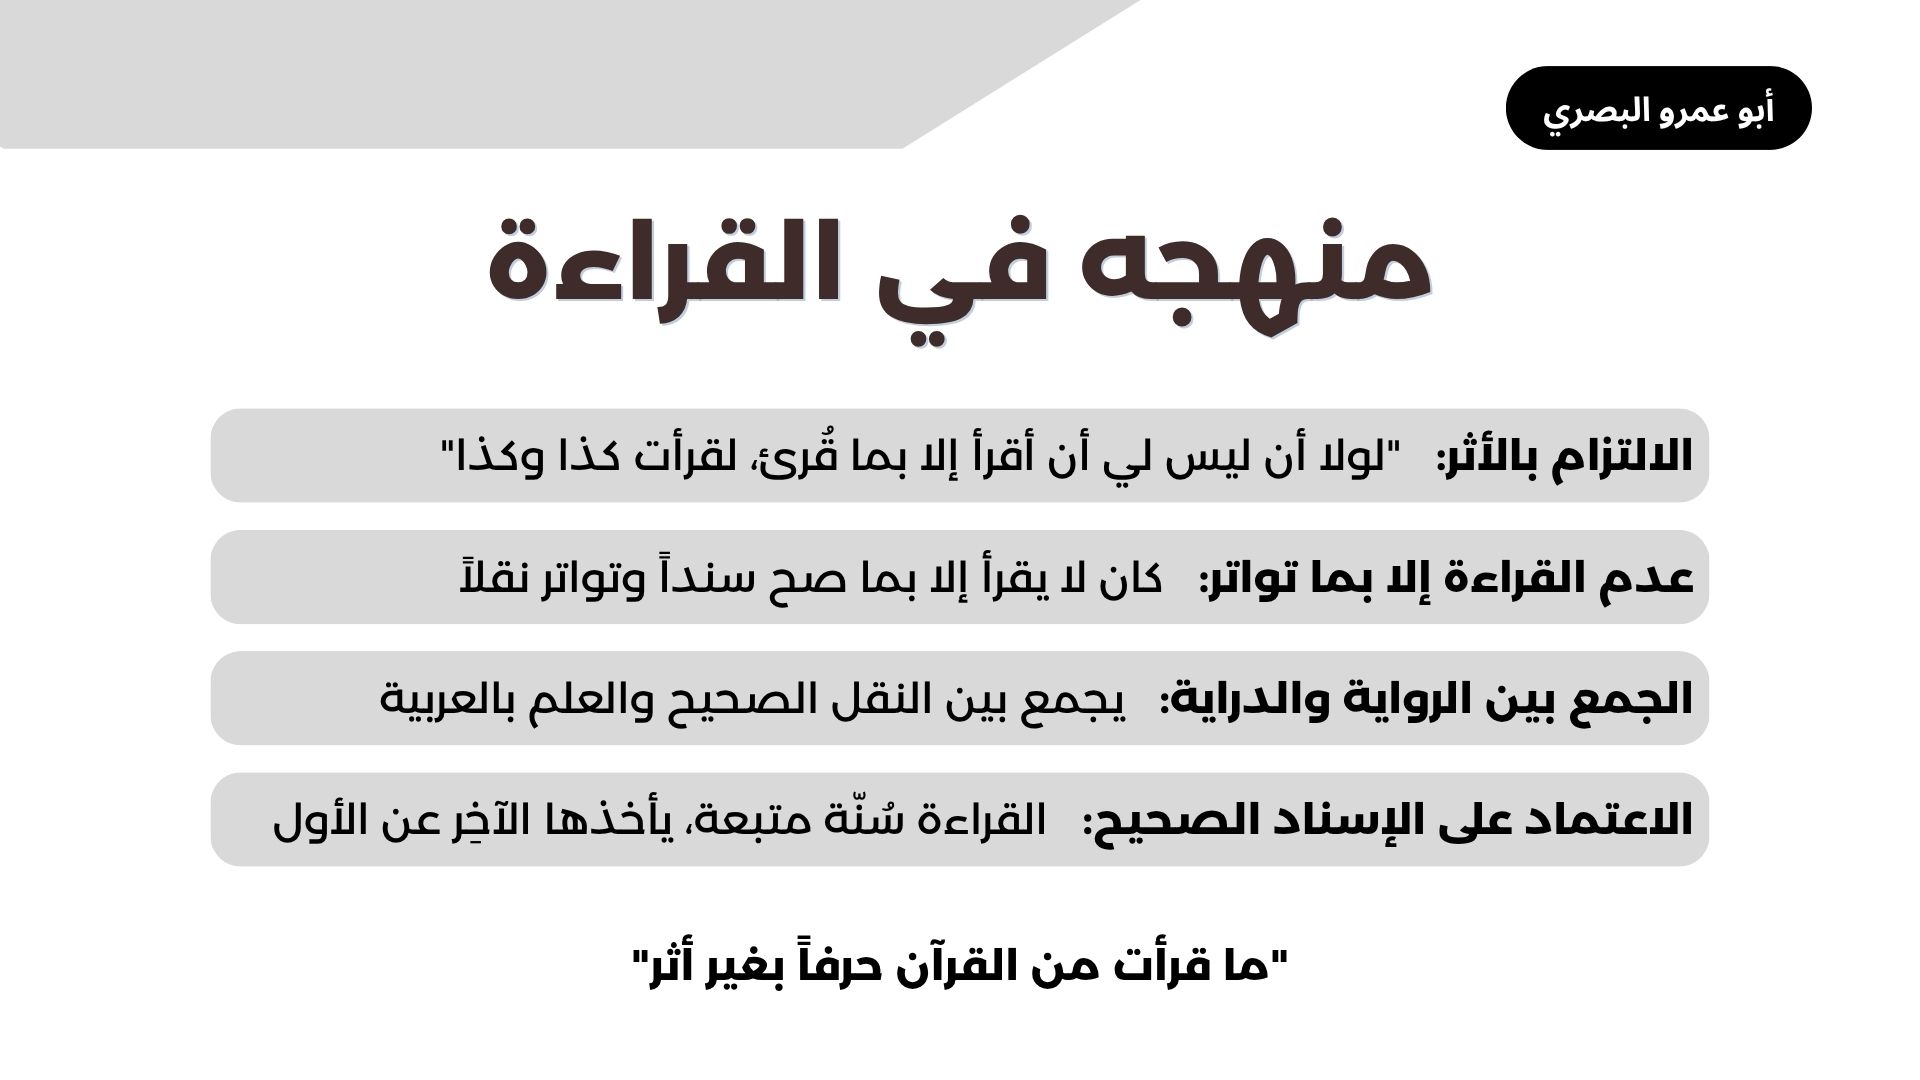 أبو عمرو البصري
منهجه في القراءة
الالتزام بالأثر: "لولا أن ليس لي أن أقرأ إلا بما قُرئ، لقرأت كذا وكذا"
عدم القراءة إلا بما تواتر: كان لا يقرأ إلا بما صح سنداً وتواتر نقلاً
الجمع بين الرواية والدراية: يجمع بين النقل الصحيح والعلم بالعربية
الاعتماد على الإسناد الصحيح: القراءة سُنّة متبعة، يأخذها الآخِر عن الأول
"ما قرأت من القرآن حرفاً بغير أثر"